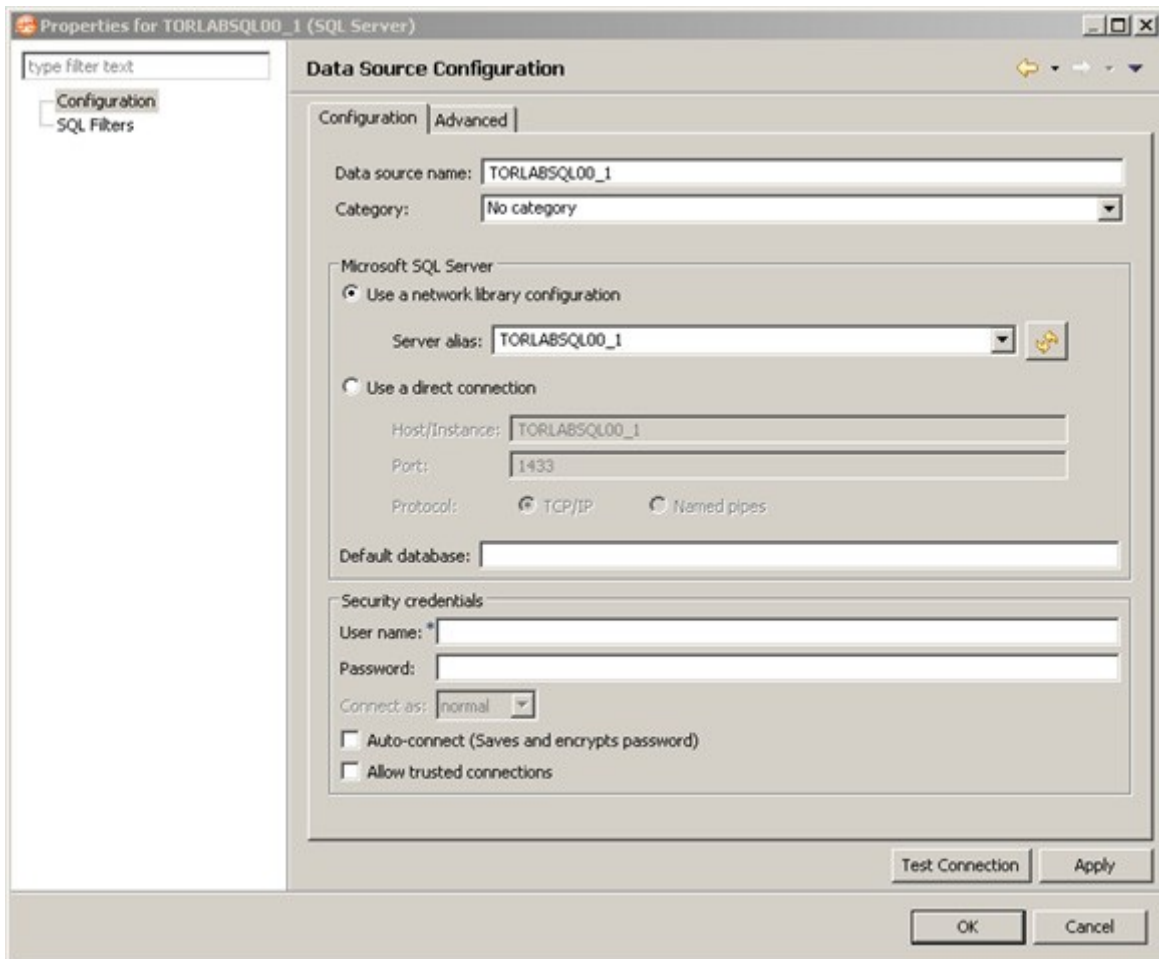 Properties for TORLABSQL00_1 (SQL Server)
type filter text
Configuration
SQL Filters
Data Source Configuration
Configuration
Advanced
Data source name: TORLABSQL00_1
Category: No category
Microsoft SQL Server
Use a network library configuration
Server alias: TORLABSQL00_1
Use a direct connection
Host/Instance: TORLABSQL00_1
Port: 1433
Protocol: TCP/IP Named pipes
Default database:
Security credentials
User name: *
Password:
Connect as: normal
Auto-connect (Saves and encrypts password)
Allow trusted connections
Test Connection Apply
OK Cancel